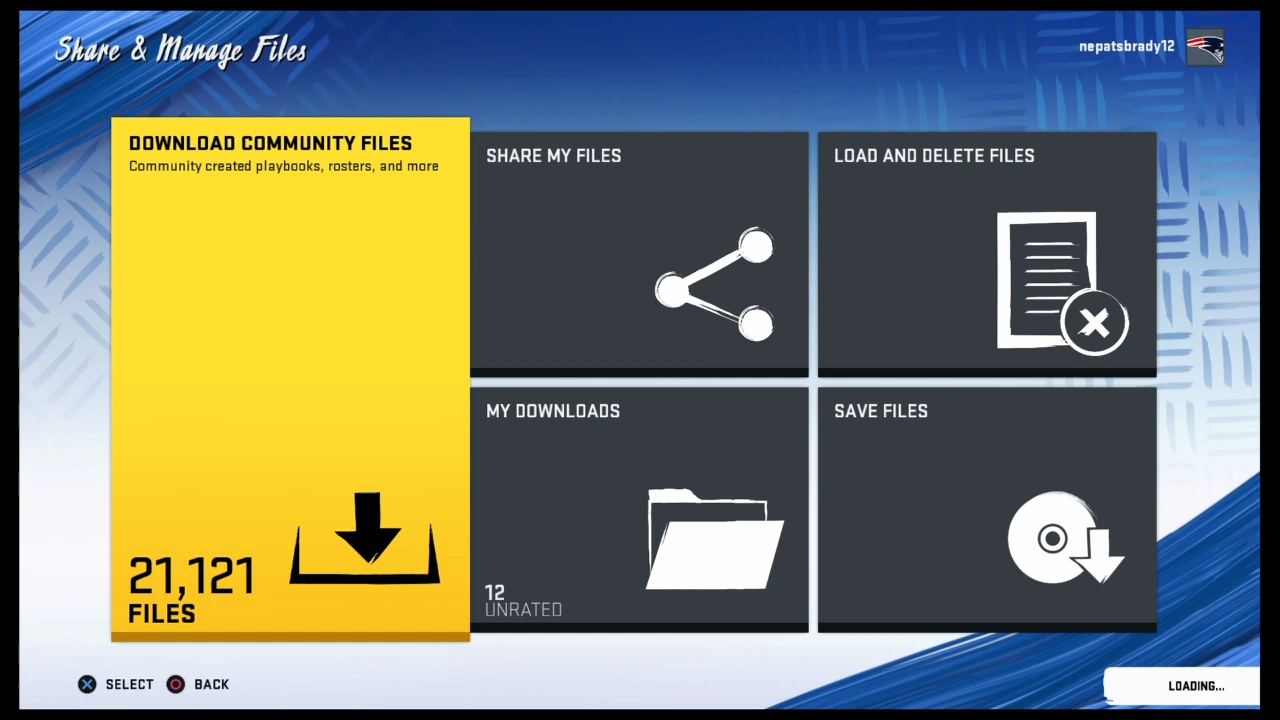 Share & Manage Files
nepatsbrady12
DOWNLOAD COMMUNITY FILES
Community created playbooks, rosters, and more
21,121
FILES
SHARE MY FILES
LOAD AND DELETE FILES
MY DOWNLOADS
12
UNRATED
SAVE FILES
SELECT
BACK
LOADING...